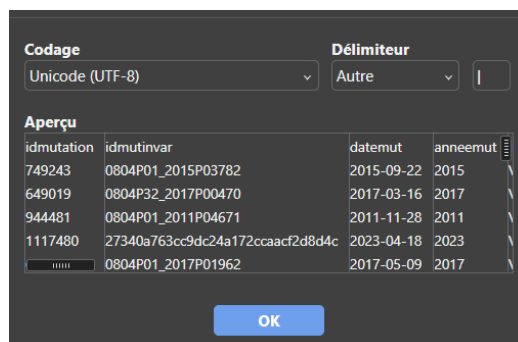 Codage Délimiteur
Unicode (UTF-8) Autre |
Aperçu
idmutation idmutinvar datemut anneemut
749243 0804P01_2015P03782 2015-09-22 2015
649019 0804P32_2017P00470 2017-03-16 2017
944481 0804P01_2011P04671 2011-11-28 2011
1117480 27340a763cc9dc24a172ccaacf2d8d4c 2023-04-18 2023
0804P01_2017P01962 2017-05-09 2017
OK